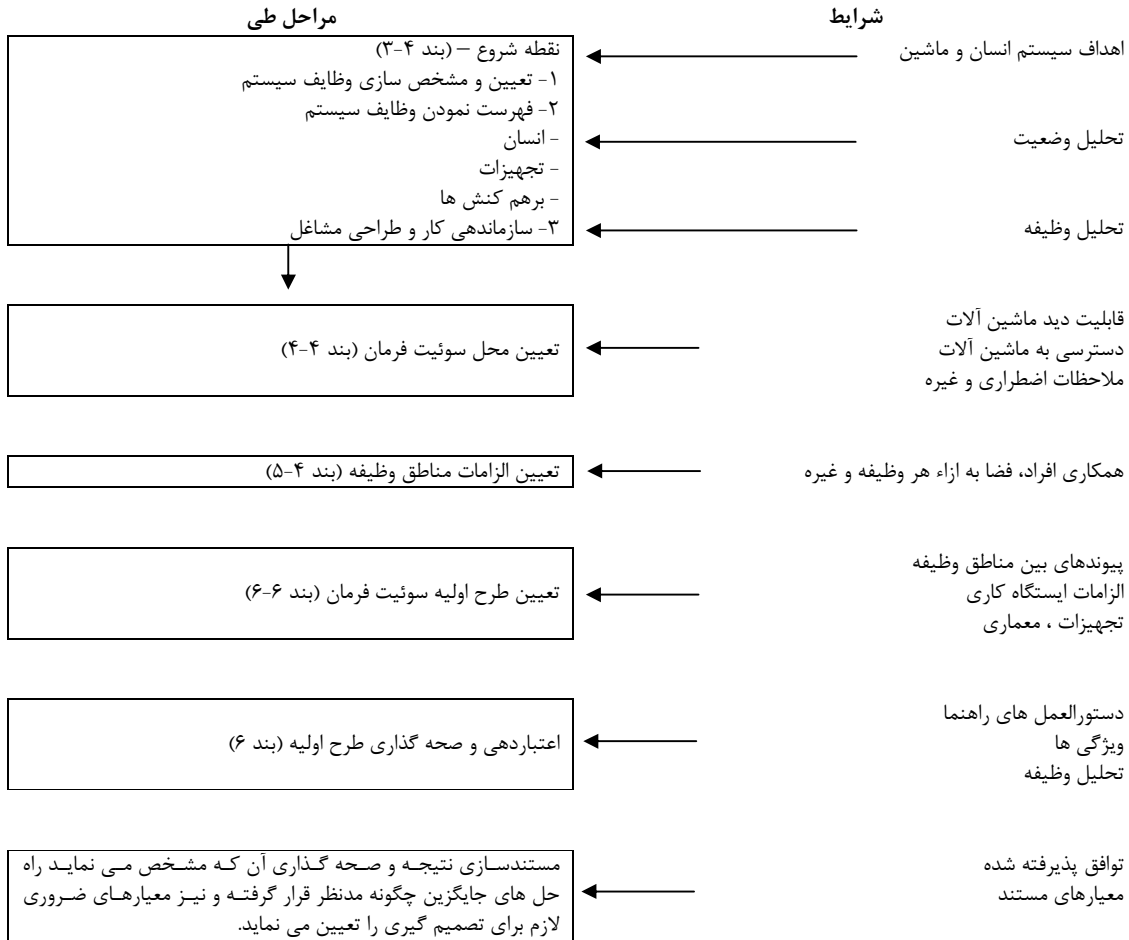 شرایط
مراحل طی
اهداف سیستم انسان و ماشین
نقطه شروع – (بند ۴-۳)
۱- تعیین و مشخص سازی وظایف سیستم
۲- فهرست نمودن وظایف سیستم
تحلیل وضعیت
- انسان
- تجهیزات
- برهم کنش ها
تحلیل وظیفه
۳- سازماندهی کار و طراحی مشاغل
قابلیت دید ماشین آلات
دسترسی به ماشین آلات
ملاحظات اضطراری و غیره
تعیین محل سوئیت فرمان (بند ۴-۴)
همکاری افراد، فضا به ازاء هر وظیفه و غیره
تعیین الزامات مناطق وظیفه (بند ۴-۵)
پیوندهای بین مناطق وظیفه
الزامات ایستگاه کاری
تجهیزات ، معماری
تعیین طرح اولیه سوئیت فرمان (بند ۶-۶)
دستورالعمل های راهنما
ویژگی ها
تحلیل وظیفه
اعتباردهی و صحه گذاری طرح اولیه (بند ۶)
توافق پذیرفته شده
معیارهای مستند
مستندسازی نتیجه و صحه گذاری آن که مشخص می نماید راه
حل های جایگزین چگونه مدنظر قرار گرفته و نیز معیارهای ضروری
لازم برای تصمیم گیری را تعیین می نماید.